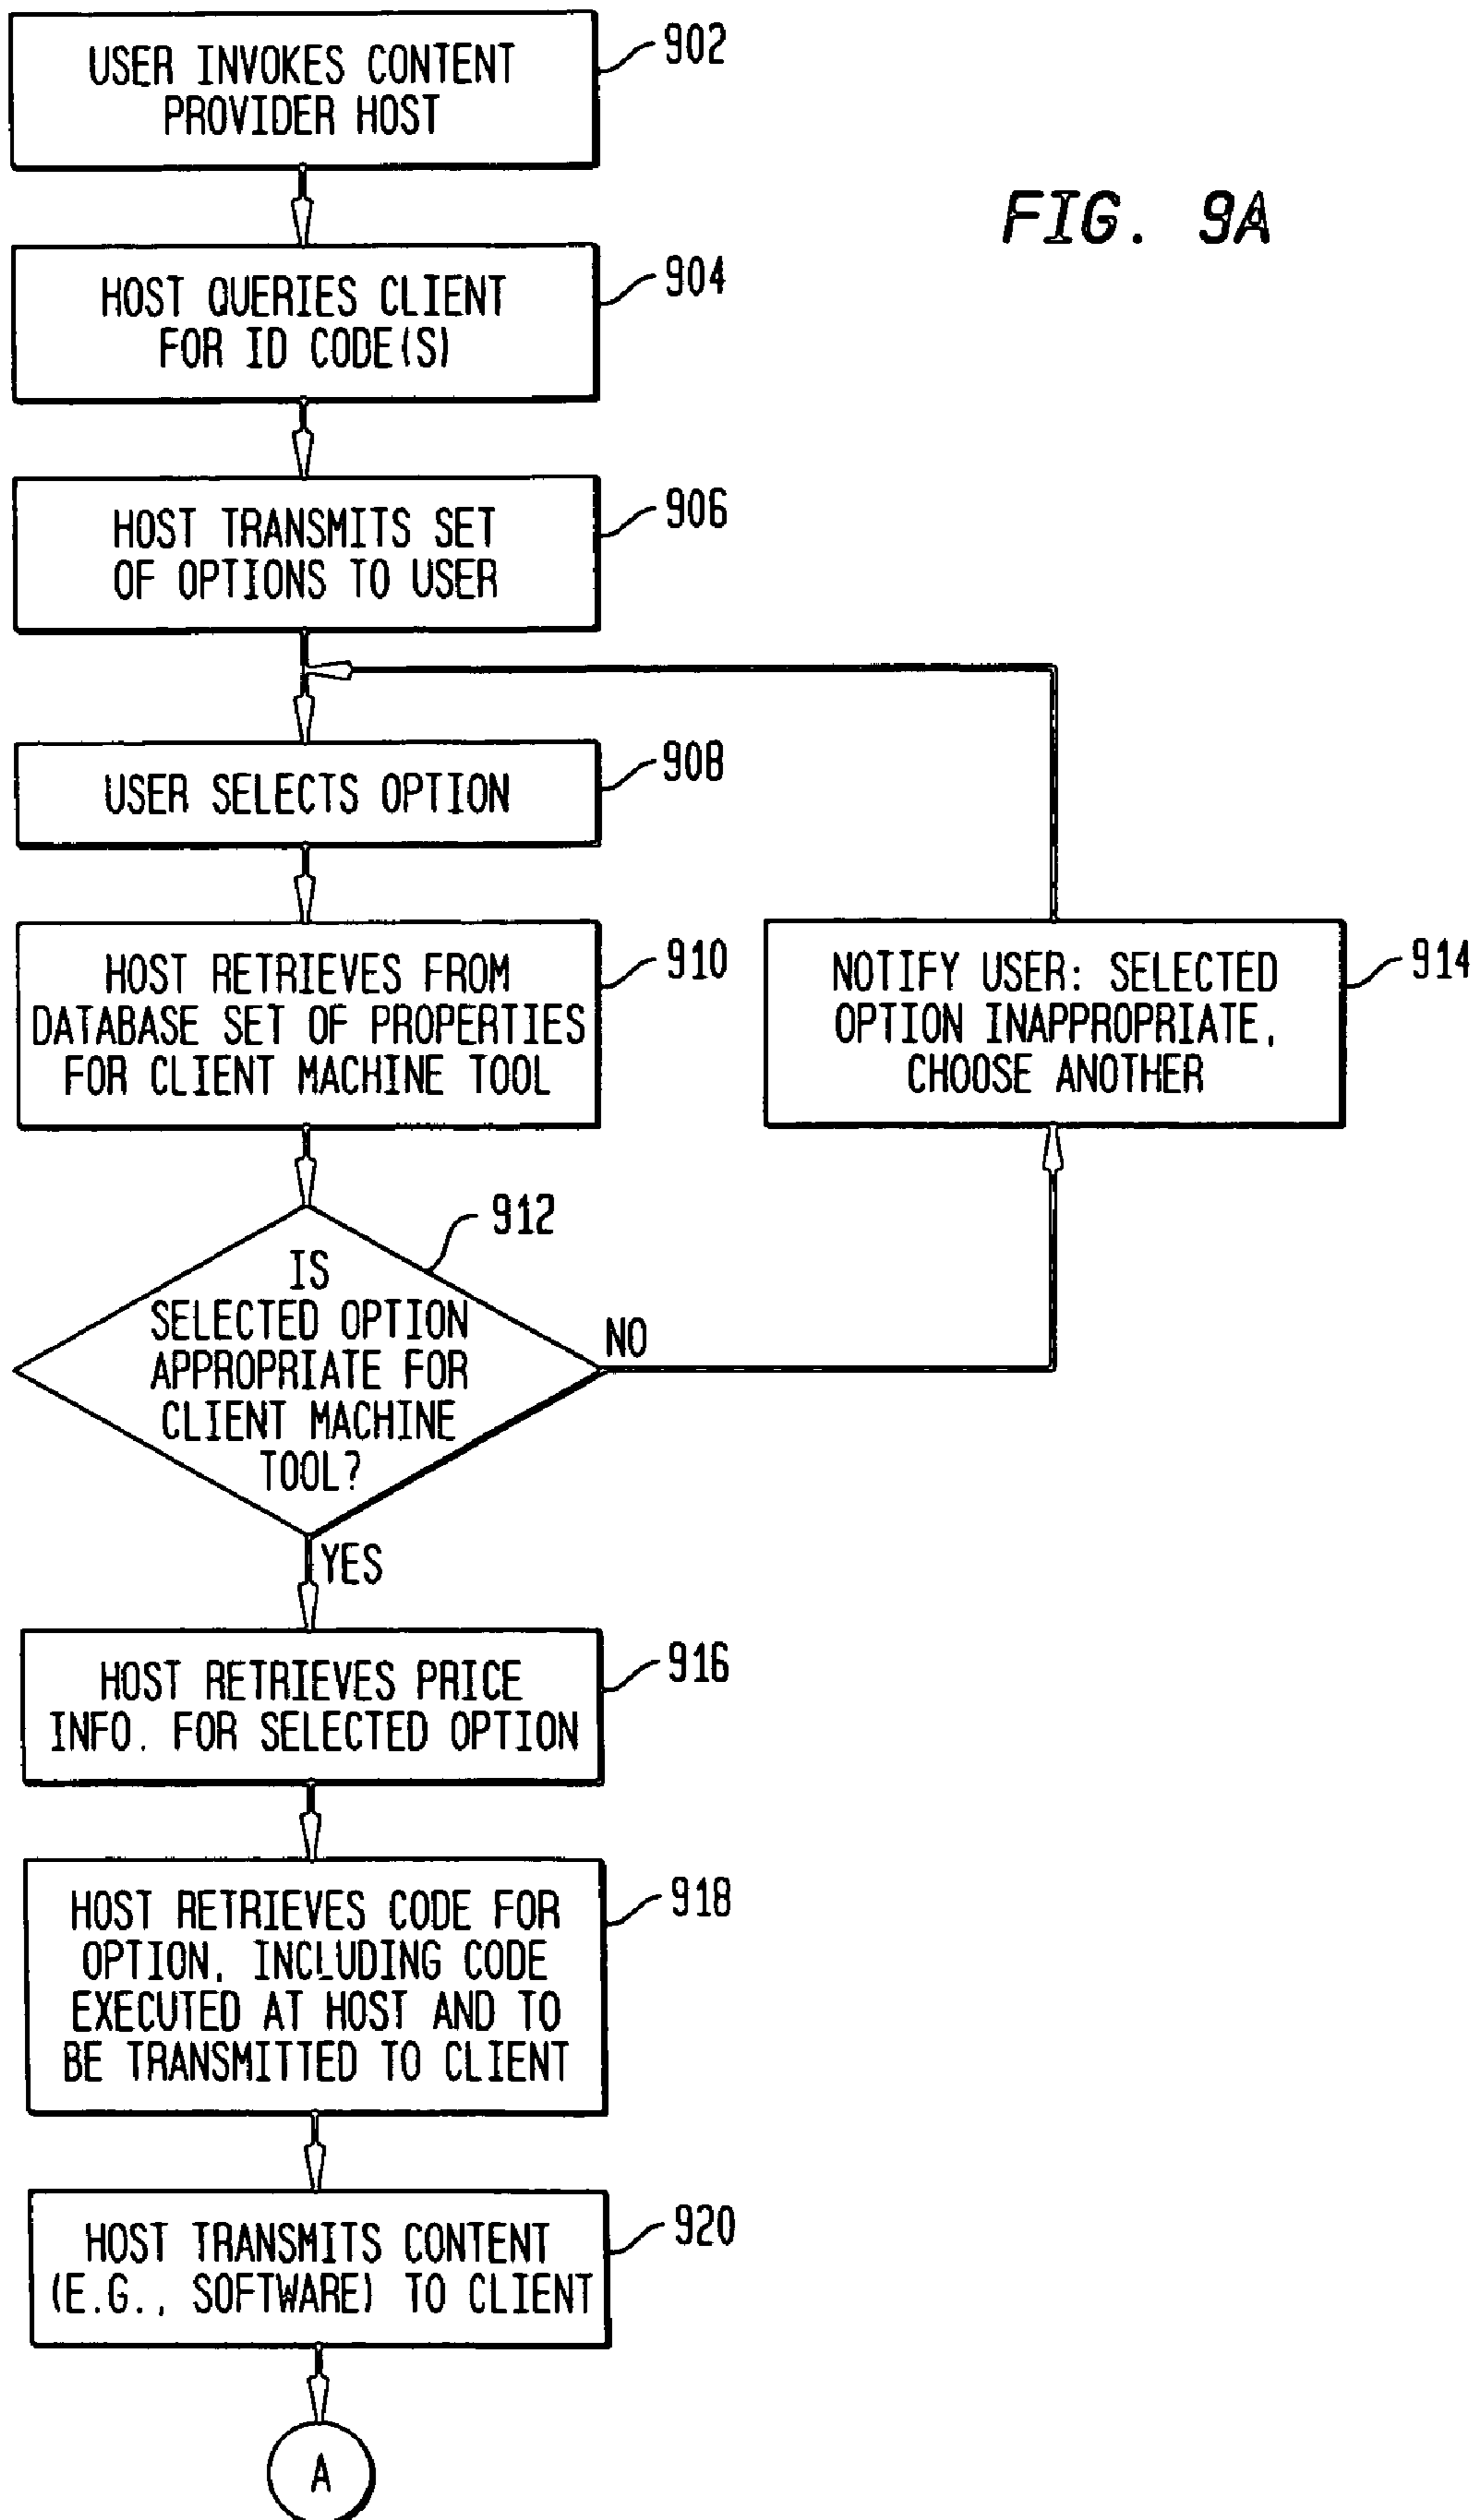 USER INVOKES CONTENT
PROVIDER HOST
902
FIG. 9A
HOST QUERIES CLIENT
FOR ID CODE(S)
904
HOST TRANSMITS SET
OF OPTIONS TO USER
906
USER SELECTS OPTION
908
HOST RETRIEVES FROM
DATABASE SET OF PROPERTIES
FOR CLIENT MACHINE TOOL
910
NOTIFY USER: SELECTED
OPTION INAPPROPRIATE,
CHOOSE ANOTHER
914
IS
SELECTED OPTION
APPROPRIATE FOR
CLIENT MACHINE
TOOL?
912
NO
YES
HOST RETRIEVES PRICE
INFO. FOR SELECTED OPTION
916
HOST RETRIEVES CODE FOR
OPTION, INCLUDING CODE
EXECUTED AT HOST AND TO
BE TRANSMITTED TO CLIENT
918
HOST TRANSMITS CONTENT
(E.G., SOFTWARE) TO CLIENT
920
A